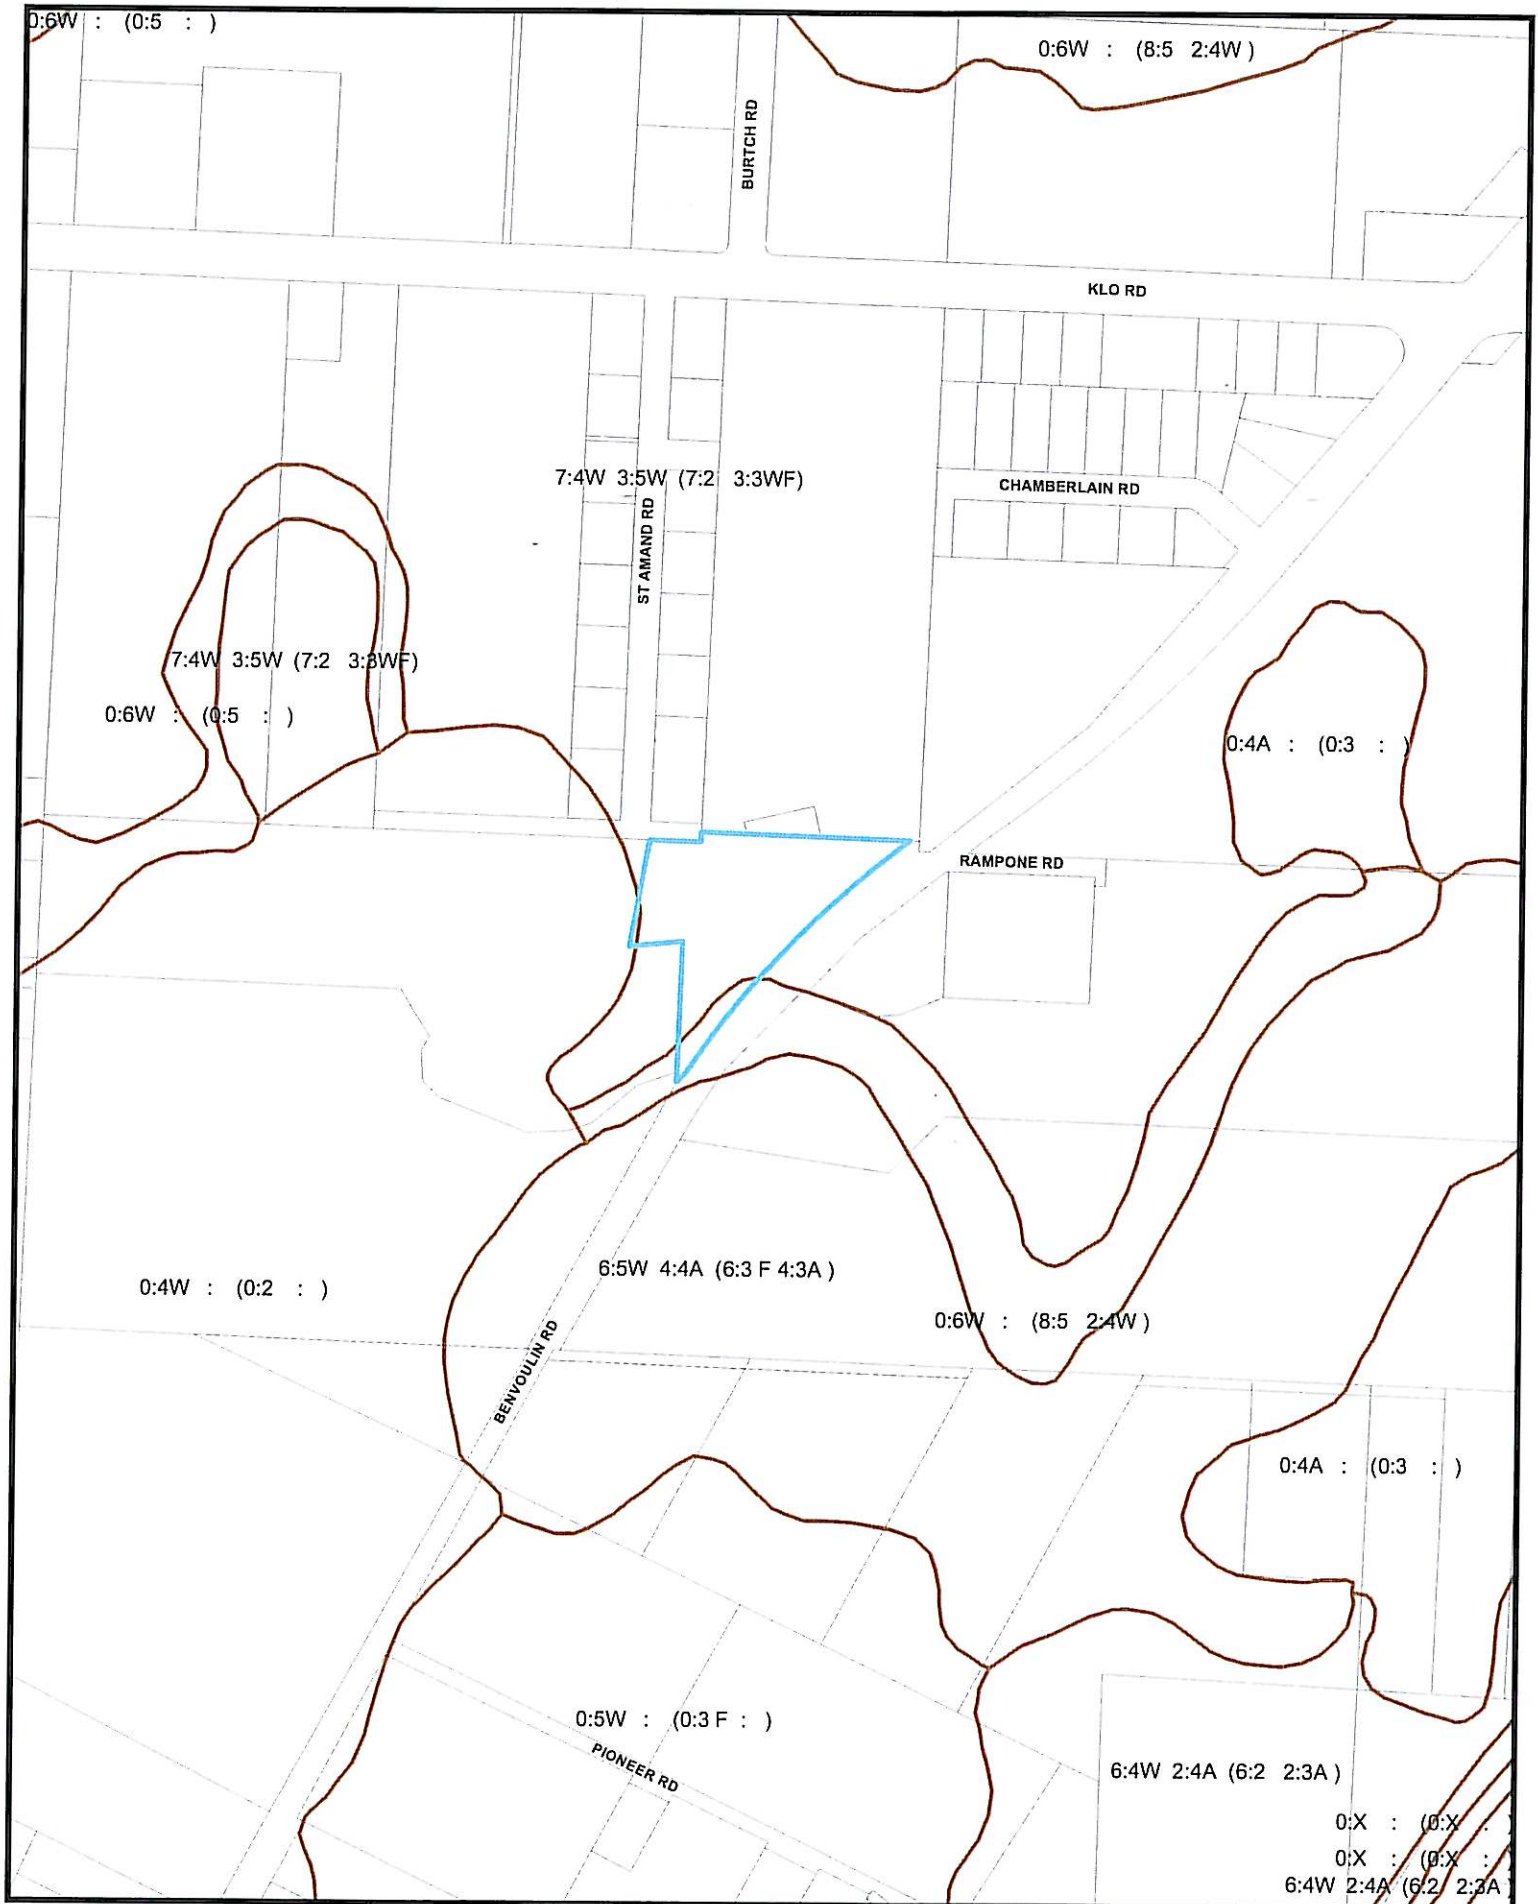 0:6W : (0:5 : )
0:6W : (8:5 2:4W )
BURTCH RD
KLO RD
7:4W 3:5W (7:2 3:3WF)
CHAMBERLAIN RD
ST AMAND RD
7:4W 3:5W (7:2 3:3WF)
0:6W : (0:5 : )
0:4A : (0:3 : )
RAMPONE RD
6:5W 4:4A (6:3 F 4:3A )
0:4W : (0:2 : )
0:6W : (8:5 2:4W )
BENVOULIN RD
0:4A : (0:3 : )
0:5W : (0:3 F : )
PIONEER RD
6:4W 2:4A (6:2 2:3A )
0:X : (0:X : )
0:X : (0:X : )
6:4W 2:4A (6:2 2:3A )